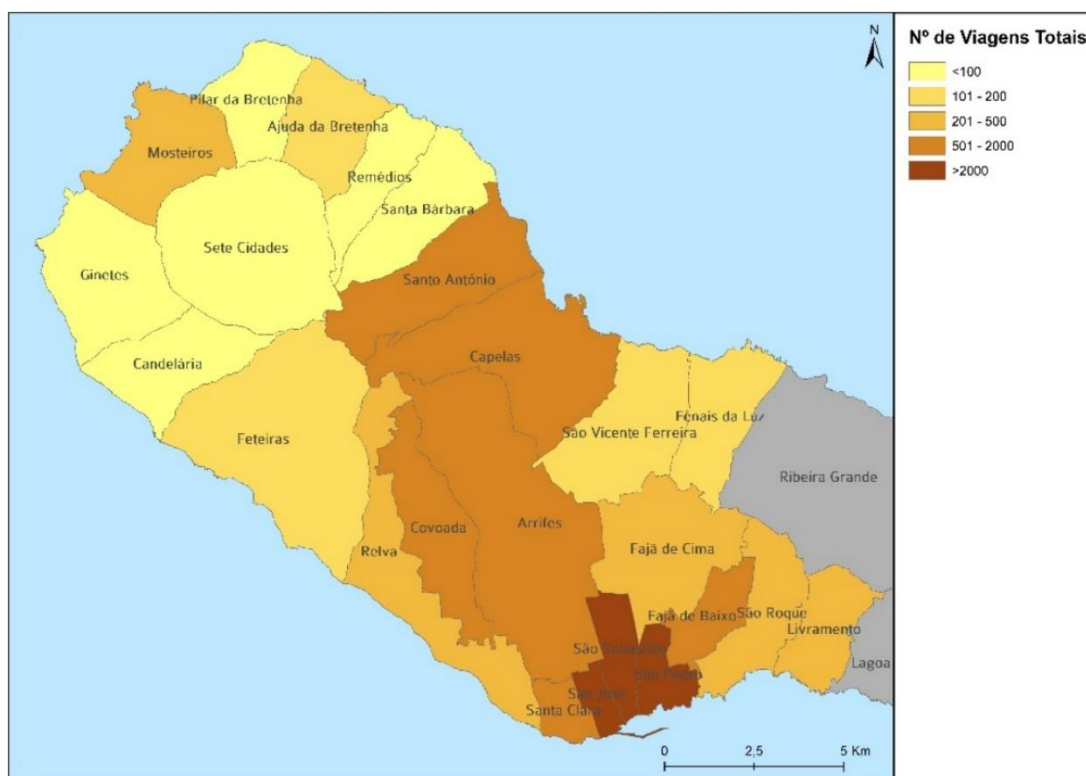 N
Nº de Viagens Totais
<100
101 - 200
201 - 500
501 - 2000
>2000
Pilar da Bretenha
Ajuda da Bretenha
Mosteiros
Remédios
Santa Bárbara
Sete Cidades
Ginetes
Santo António
Candelária
Capelas
Feteiras
Fenais da Luz
São Vicente Ferreira
Ribeira Grande
Covoada
Arrifes
Relva
Fajã de Cima
Fajã de Baixo
São Roque
Livramento
São Sebastião
Lagoa
São Pedro
São José
Santa Clara
0 2,5 5 Km